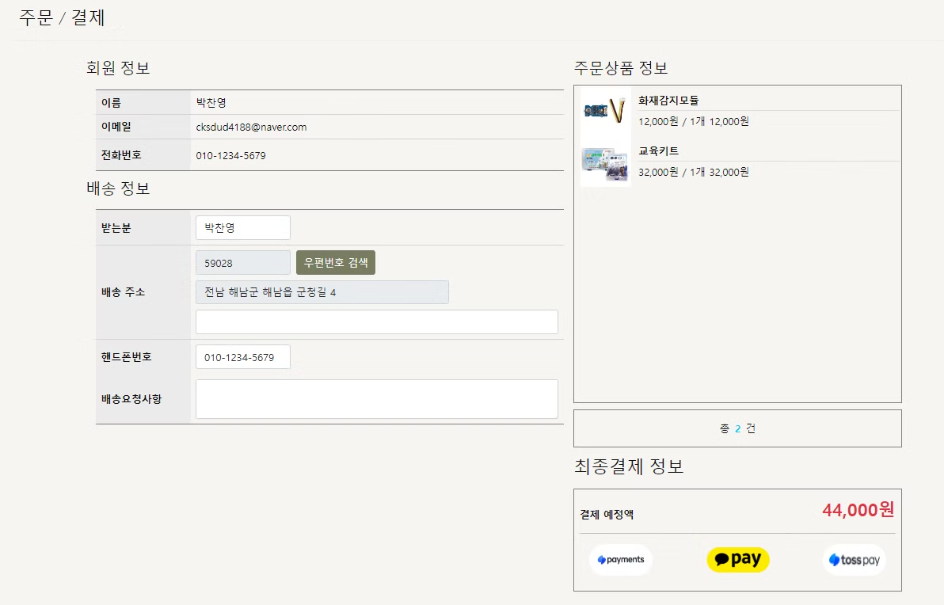 주문 / 결제
회원 정보
이름 박찬영
이메일 cksdud4188@naver.com
전화번호 010-1234-5679
배송 정보
받는분 박찬영
59028 우편번호 검색
배송 주소 전남 해남군 해남읍 군청길 4
핸드폰번호 010-1234-5679
배송요청사항
주문상품 정보
화재감지모듈
12,000원 / 1개 12,000원
교육키트
32,000원 / 1개 32,000원
총 2 건
최종결제 정보
결제 예정액 44,000원
payments pay toss pay